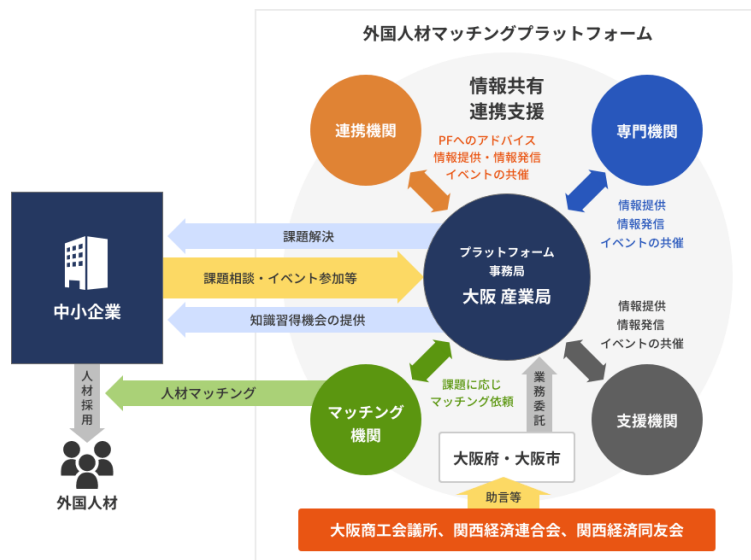 外国人材マッチングプラットフォーム
情報共有
連携支援
連携機関
専門機関
PFへのアドバイス
情報提供・情報発信
イベントの共催
情報提供
情報発信
イベントの共催
中小企業
課題解決
課題相談・イベント参加等
知識習得機会の提供
プラットフォーム
事務局
大阪 産業局
情報提供
情報発信
イベントの共催
人材採用
人材マッチング
マッチング
機関
課題に応じ
マッチング依頼
業務委託
支援機関
外国人材
大阪府・大阪市
助言等
大阪商工会議所、関西経済連合会、関西経済同友会